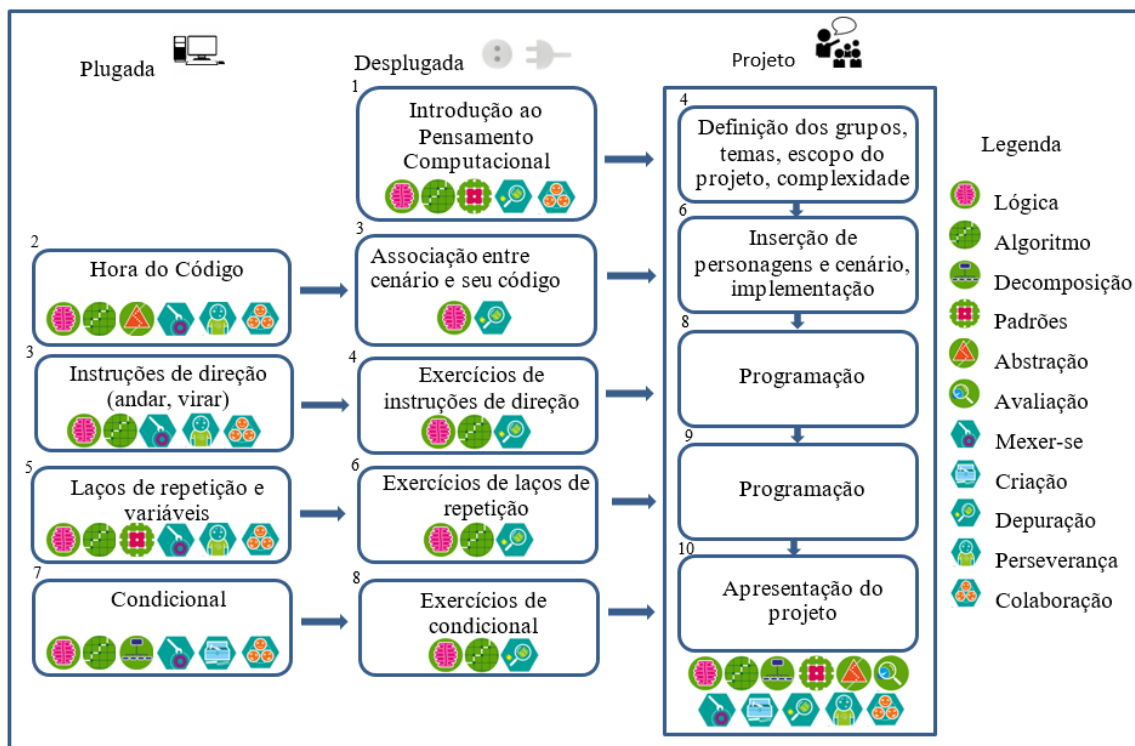 Plugada
Desplugada
Projeto
1
Introdução ao
Pensamento
Computacional
4
Definição dos grupos,
temas, escopo do
projeto, complexidade
Legenda
Lógica
Algoritmo
Decomposição
Padrões
Abstração
Avaliação
Mexer-se
Criação
Depuração
Perseverança
Colaboração
2
Hora do Código
3
Associação entre
cenário e seu código
6
Inserção de
personagens e cenário,
implementação
3
Instruções de direção
(andar, virar)
4
Exercícios de
instruções de direção
8
Programação
5
Laços de repetição e
variáveis
6
Exercícios de laços de
repetição
9
Programação
7
Condicional
8
Exercícios de
condicional
10
Apresentação do
projeto